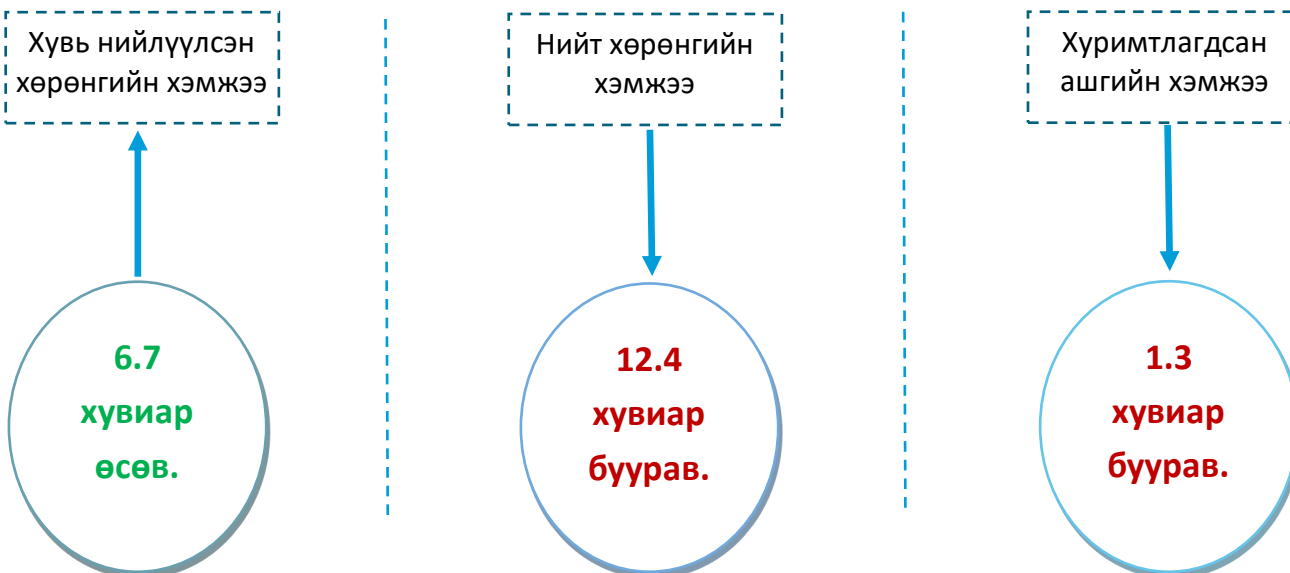 Хувь нийлүүлсэн
хөрөнгийн хэмжээ
6.7
хувиар
өсөв.
Нийт хөрөнгийн
хэмжээ
12.4
хувиар
буурав.
Хуримтлагдсан
ашгийн хэмжээ
1.3
хувиар
буурав.